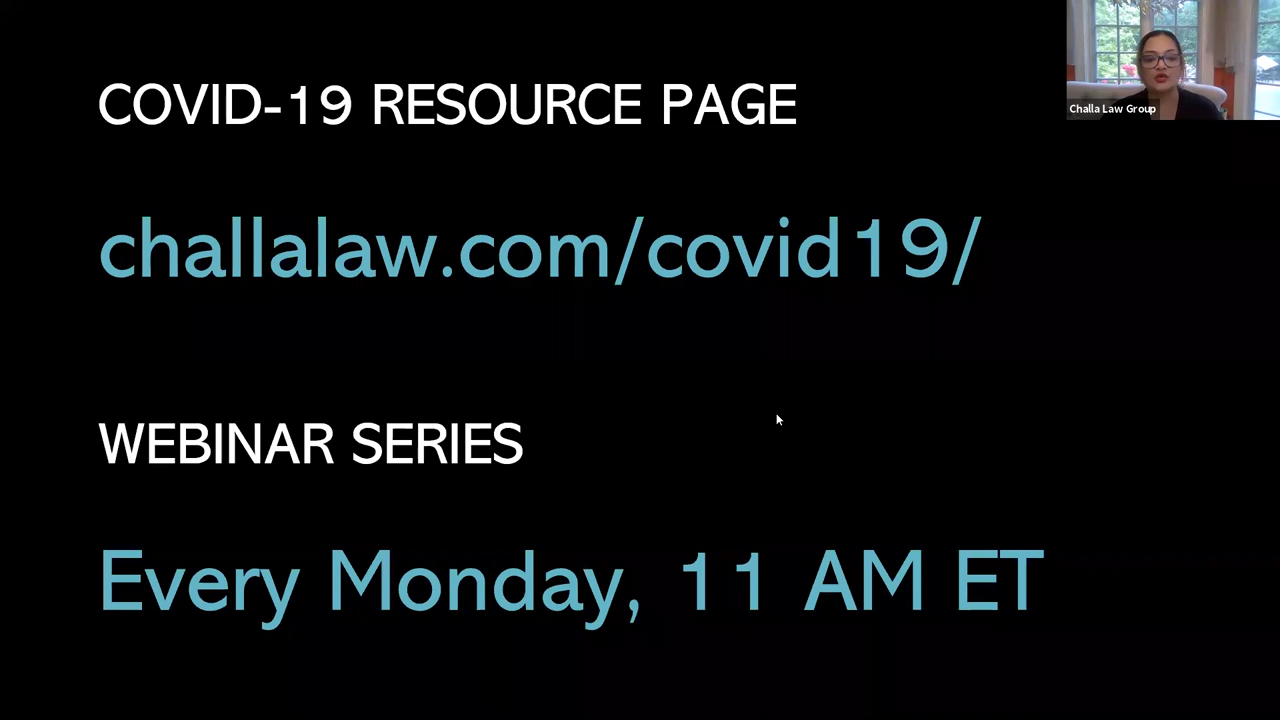 COVID-19 RESOURCE PAGE
Challa Law Group
challalaw.com/covid19/
WEBINAR SERIES
Every Monday, 11 AM ET